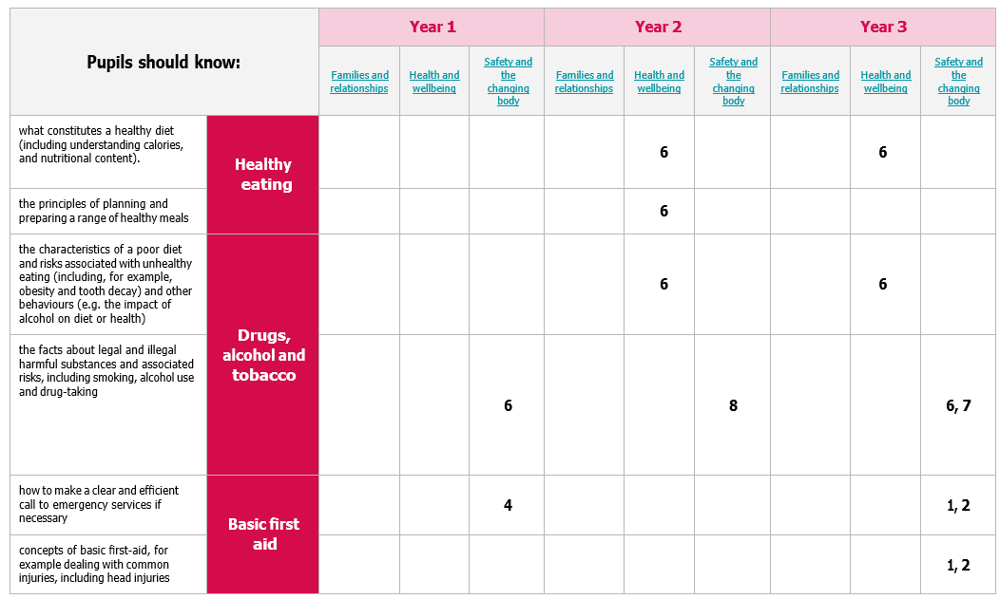 Pupils should know:
Year 1
Year 2
Year 3
Families and
relationships
Health and
wellbeing
Safety and
the
changing
body
Families and
relationships
Health and
wellbeing
Safety and
the
changing
body
Families and
relationships
Health and
wellbeing
Safety and
the
changing
body
what constitutes a healthy diet
(including understanding calories,
and nutritional content).
Healthy
eating
6
6
the principles of planning and
preparing a range of healthy meals
6
the characteristics of a poor diet
and risks associated with unhealthy
eating (including, for example,
obesity and tooth decay) and other
behaviours (e.g. the impact of
alcohol on diet or health)
Drugs,
alcohol and
tobacco
6
6
the facts about legal and illegal
harmful substances and associated
risks, including smoking, alcohol use
and drug-taking
6
8
6, 7
how to make a clear and efficient
call to emergency services if
necessary
Basic first
aid
4
1, 2
concepts of basic first-aid, for
example dealing with common
injuries, including head injuries
1, 2